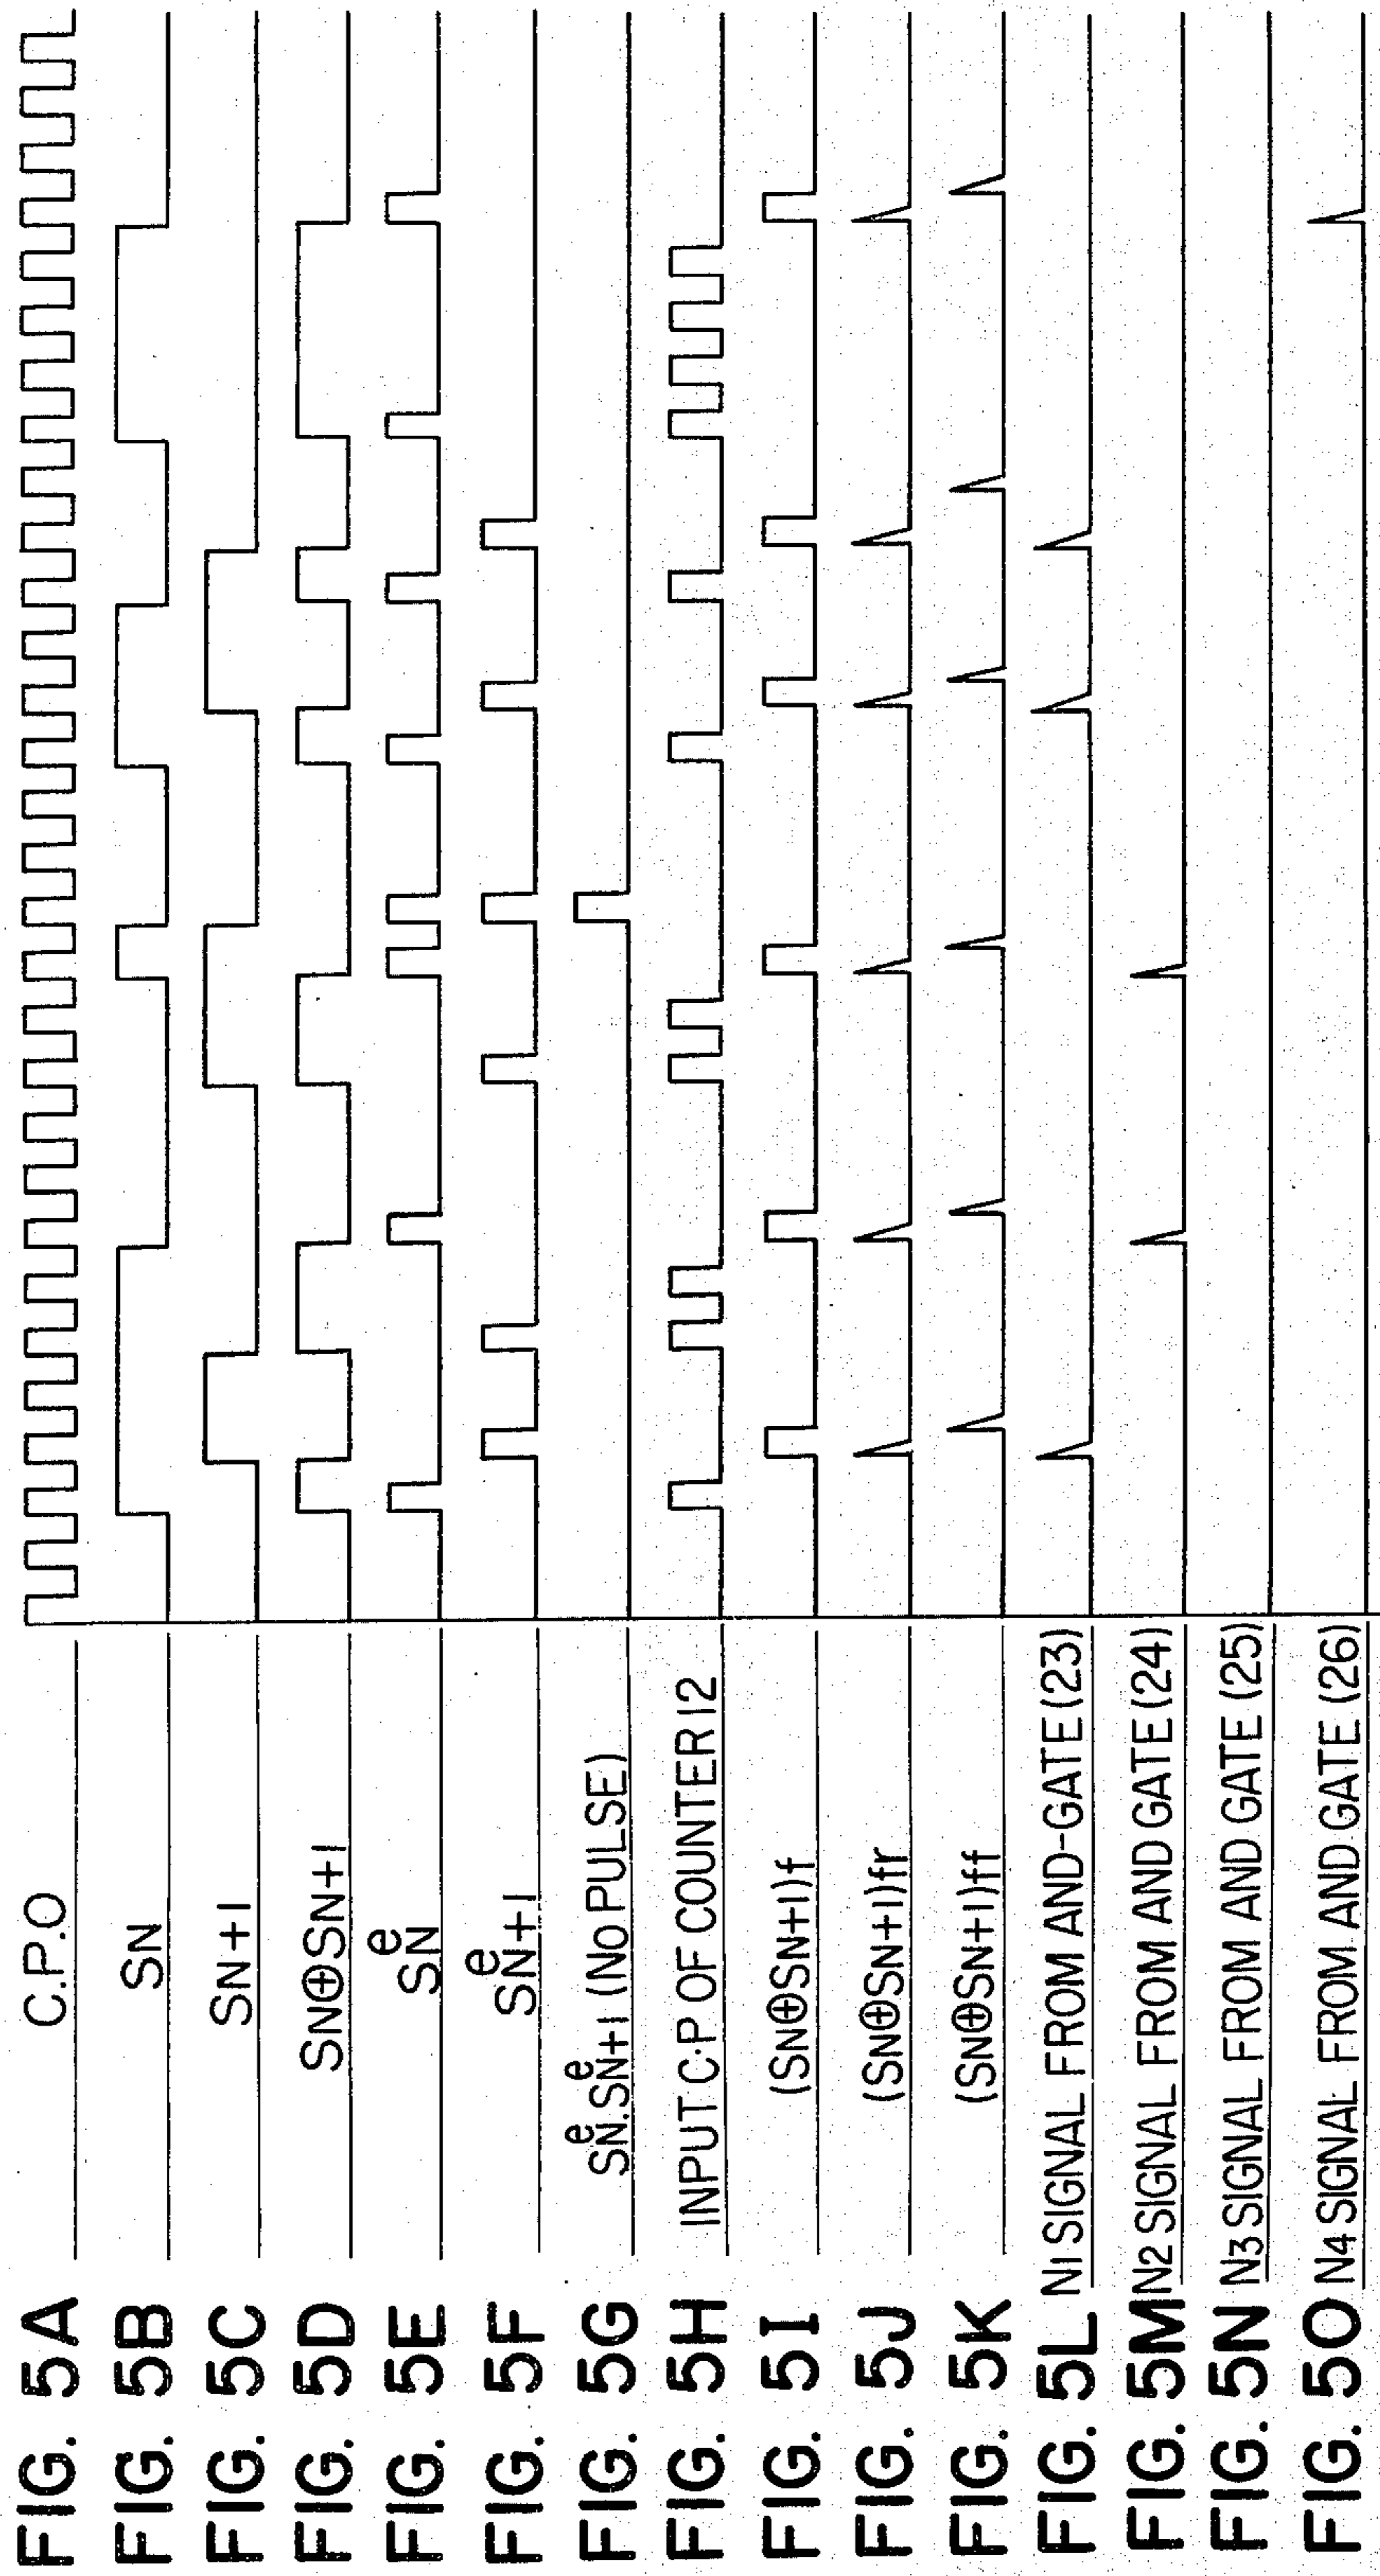 FIG. 5A C.P.O
FIG. 5B SN
FIG. 5C SN+1
FIG. 5D SN⊕SN+1
FIG. 5E SᵉN
FIG. 5F SᵉN+1
FIG. 5G SᵉN.SᵉN+1 (NO PULSE)
FIG. 5H INPUT C·P OF COUNTER 12
FIG. 5I (SN⊕SN+1)f
FIG. 5J (SN⊕SN+1)fr
FIG. 5K (SN⊕SN+1)ff
FIG. 5L N1 SIGNAL FROM AND-GATE (23)
FIG. 5M N2 SIGNAL FROM AND GATE (24)
FIG. 5N N3 SIGNAL FROM AND GATE (25)
FIG. 5O N4 SIGNAL FROM AND GATE (26)